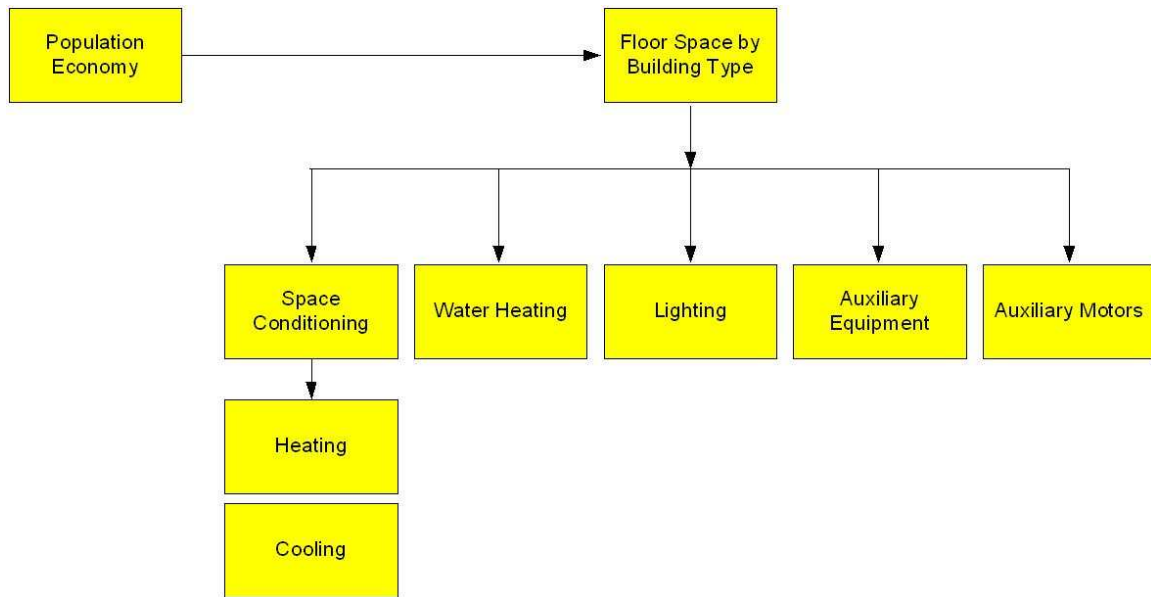 Population
Economy
Floor Space by
Building Type
Space
Conditioning
Water Heating
Lighting
Auxiliary
Equipment
Auxiliary Motors
Heating
Cooling